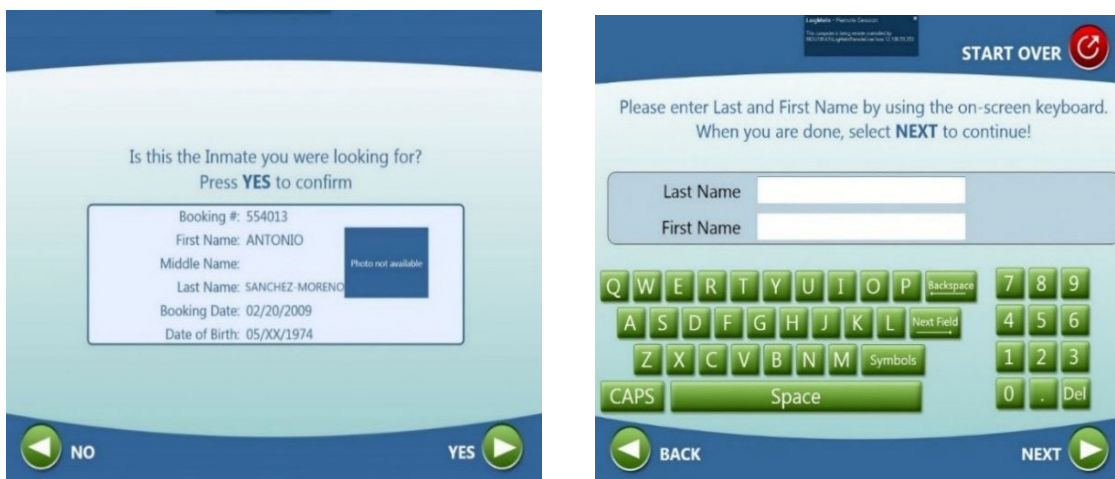 Is this the Inmate you were looking for?
Press YES to confirm
Booking #: 554013
First Name: ANTONIO
Middle Name:
Last Name: SANCHEZ-MORENO
Booking Date: 02/20/2009
Date of Birth: 05/XX/1974
Photo not available
NO
YES
LogMeIn - Remote Session
START OVER
Please enter Last and First Name by using the on-screen keyboard.
When you are done, select NEXT to continue!
Last Name
First Name
Q W E R T Y U I O P Backspace
7 8 9
A S D F G H J K L Next Field
4 5 6
Z X C V B N M Symbols
1 2 3
CAPS Space
0 . Del
BACK
NEXT